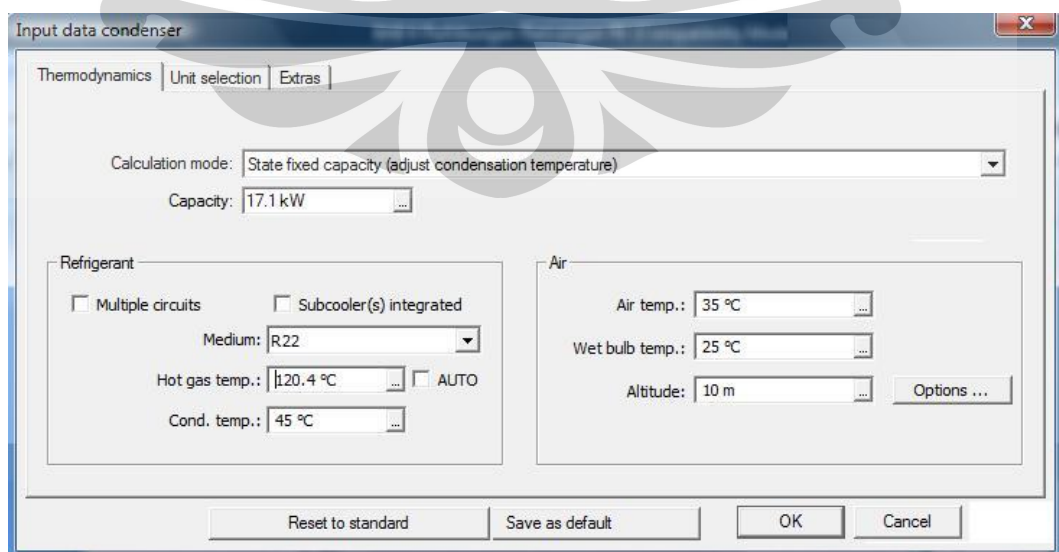 Input data condenser
Thermodynamics Unit selection Extras
Calculation mode: State fixed capacity (adjust condensation temperature)
Capacity: 17.1 kW ...
Refrigerant
Multiple circuits Subcooler(s) integrated
Medium: R22
Hot gas temp.: 120.4 °C ... AUTO
Cond. temp.: 45 °C ...
Air
Air temp.: 35 °C ...
Wet bulb temp.: 25 °C ...
Altitude: 10 m ... Options ...
Reset to standard Save as default OK Cancel